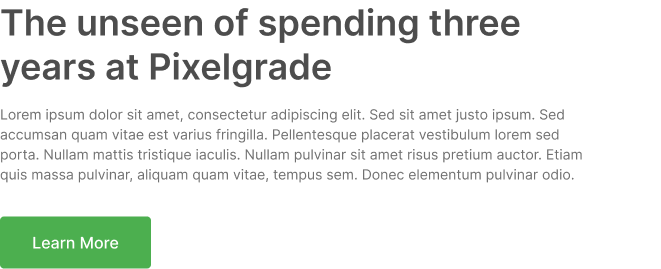 The unseen of spending three
years at Pixelgrade
Lorem ipsum dolor sit amet, consectetur adipiscing elit. Sed sit amet justo ipsum. Sed
accumsan quam vitae est varius fringilla. Pellentesque placerat vestibulum lorem sed
porta. Nullam mattis tristique iaculis. Nullam pulvinar sit amet risus pretium auctor. Etiam
quis massa pulvinar, aliquam quam vitae, tempus sem. Donec elementum pulvinar odio.
Learn More